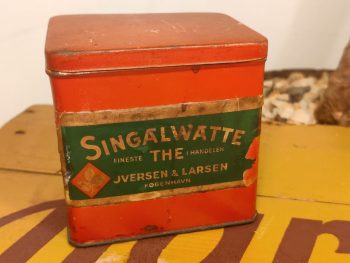 SINGALWATTE
FINESTE THE I HANDELEN
JVERSEN & LARSEN
KØBENHAVN